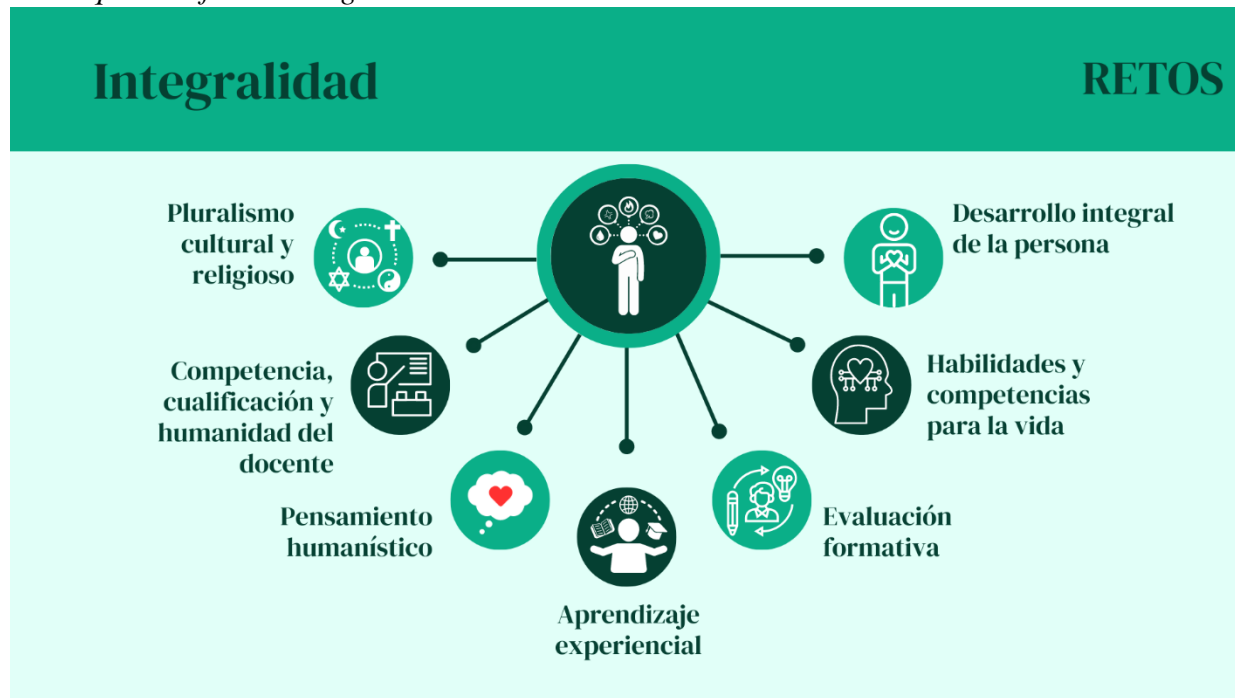 Integralidad
RETOS
Pluralismo
cultural y
religioso
Competencia,
cualificación y
humanidad del
docente
Pensamiento
humanístico
Aprendizaje
experiencial
Evaluación
formativa
Habilidades y
competencias
para la vida
Desarrollo integral
de la persona